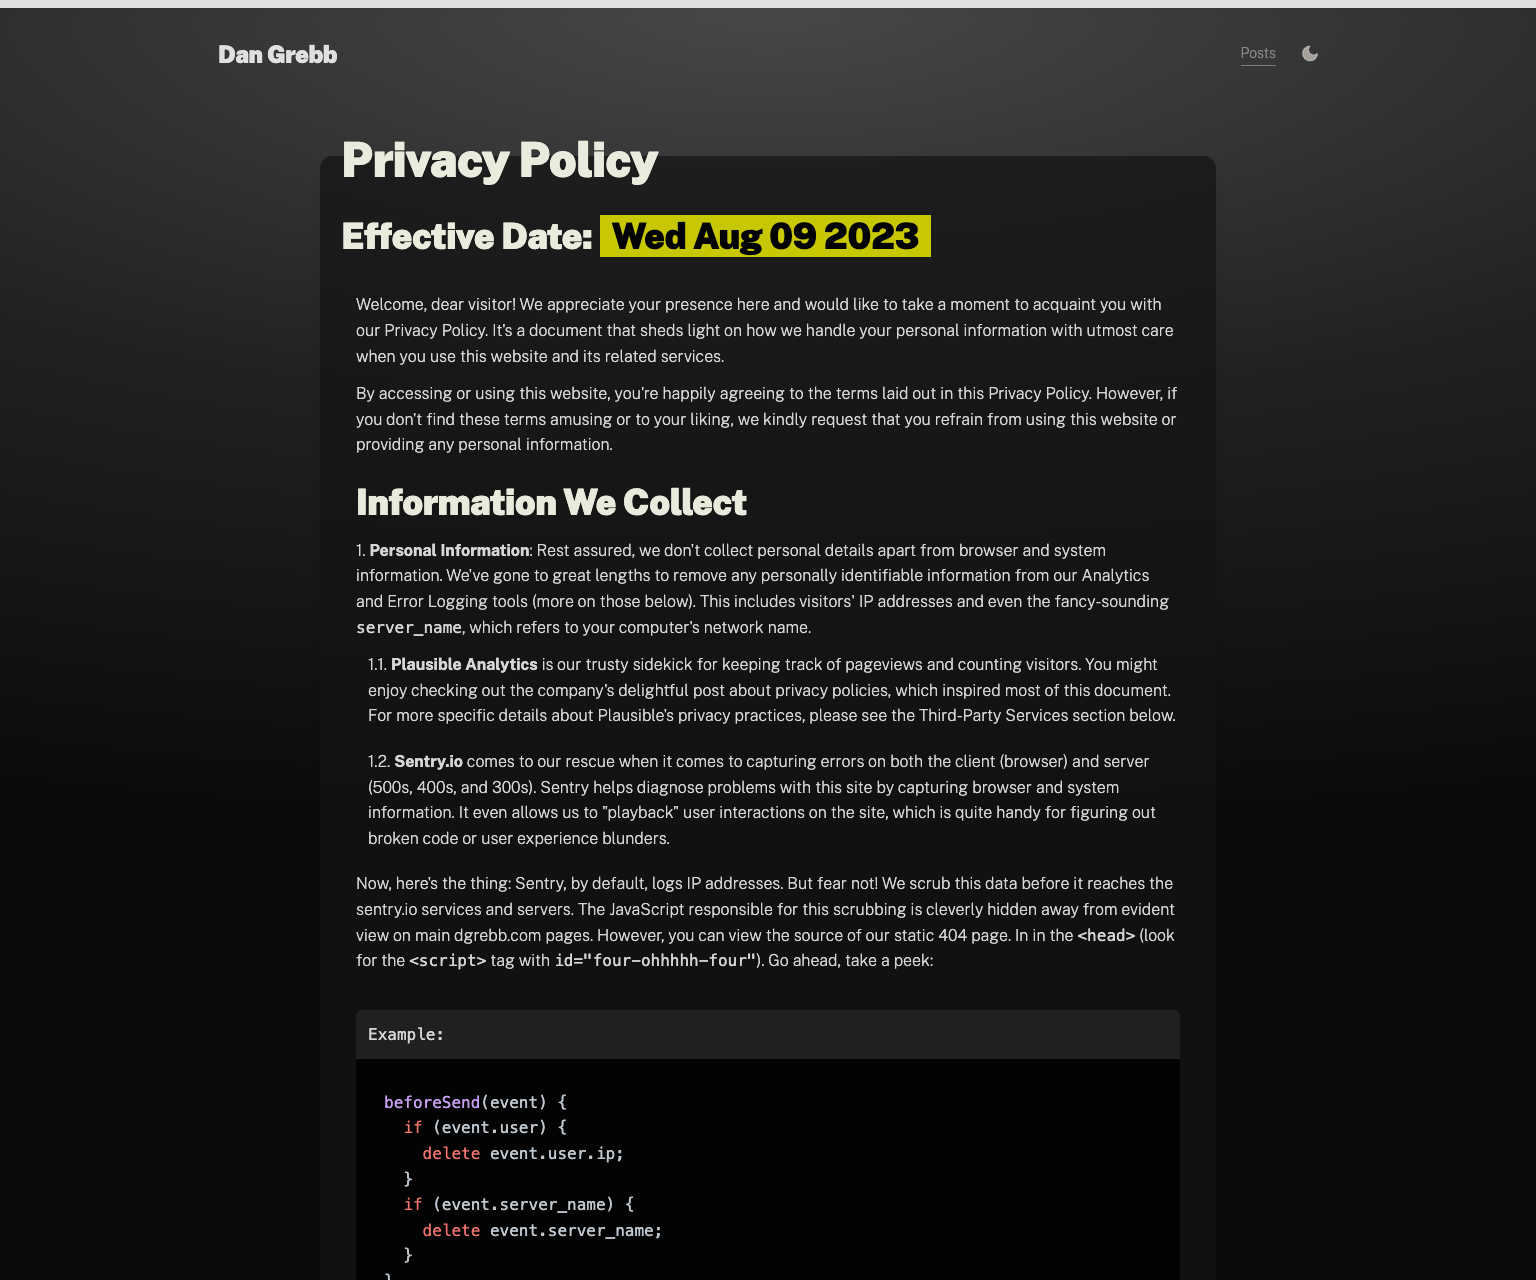 Dan Grebb
Posts
Privacy Policy
Effective Date: Wed Aug 09 2023
Welcome, dear visitor! We appreciate your presence here and would like to take a moment to acquaint you with
our Privacy Policy. It's a document that sheds light on how we handle your personal information with utmost care
when you use this website and its related services.
By accessing or using this website, you're happily agreeing to the terms laid out in this Privacy Policy. However, if
you don't find these terms amusing or to your liking, we kindly request that you refrain from using this website or
providing any personal information.
Information We Collect
1. Personal Information: Rest assured, we don't collect personal details apart from browser and system
information. We've gone to great lengths to remove any personally identifiable information from our Analytics
and Error Logging tools (more on those below). This includes visitors' IP addresses and even the fancy-sounding
server_name, which refers to your computer's network name.
1.1. Plausible Analytics is our trusty sidekick for keeping track of pageviews and counting visitors. You might
enjoy checking out the company's delightful post about privacy policies, which inspired most of this document.
For more specific details about Plausible's privacy practices, please see the Third-Party Services section below.
1.2. Sentry.io comes to our rescue when it comes to capturing errors on both the client (browser) and server
(500s, 400s, and 300s). Sentry helps diagnose problems with this site by capturing browser and system
information. It even allows us to "playback" user interactions on the site, which is quite handy for figuring out
broken code or user experience blunders.
Now, here's the thing: Sentry, by default, logs IP addresses. But fear not! We scrub this data before it reaches the
sentry.io services and servers. The JavaScript responsible for this scrubbing is cleverly hidden away from evident
view on main dgrebb.com pages. However, you can view the source of our static 404 page. In in the <head> (look
for the <script> tag with id="four-ohhhhh-four"). Go ahead, take a peek:
Example:
beforeSend(event) {
if (event.user) {
delete event.user.ip;
}
if (event.server_name) {
delete event.server_name;
}
}